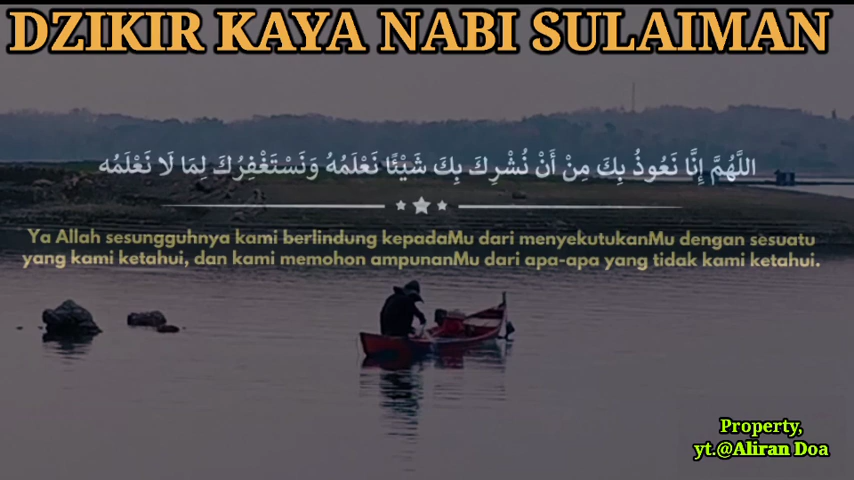 DZIKIR KAYA NABI SULAIMAN
اللَّهُمَّ إِنَّا نَعُوذُ بِكَ مِنْ أَنْ نُشْرِكَ بِكَ شَيْئًا نَعْلَمُهُ وَنَسْتَغْفِرُكَ لِمَا لَا نَعْلَمُه
Ya Allah sesungguhnya kami berlindung kepadaMu dari menyekutukanMu dengan sesuatu
yang kami ketahui, dan kami memohon ampunanMu dari apa-apa yang tidak kami ketahui.
Property,
yt.@Aliran Doa